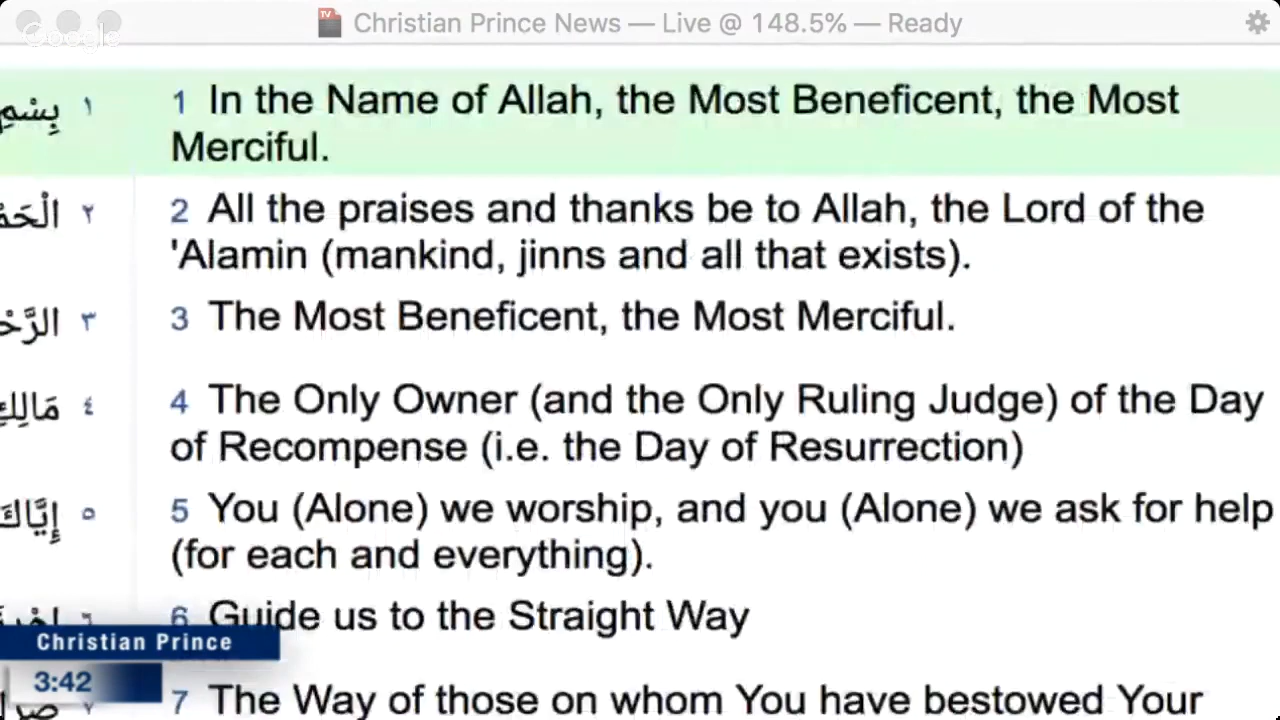 Google
Christian Prince News — Live @ 148.5% — Ready
١ بِسْمِ
1 In the Name of Allah, the Most Beneficent, the Most
Merciful.
٢
2 All the praises and thanks be to Allah, the Lord of the
'Alamin (mankind, jinns and all that exists).
٣
3 The Most Beneficent, the Most Merciful.
٤ مَالِكِ
4 The Only Owner (and the Only Ruling Judge) of the Day
of Recompense (i.e. the Day of Resurrection)
٥ إِيَّاكَ
5 You (Alone) we worship, and you (Alone) we ask for help
(for each and everything).
6 Guide us to the Straight Way
Christian Prince
3:42
7 The Way of those on whom You have bestowed Your